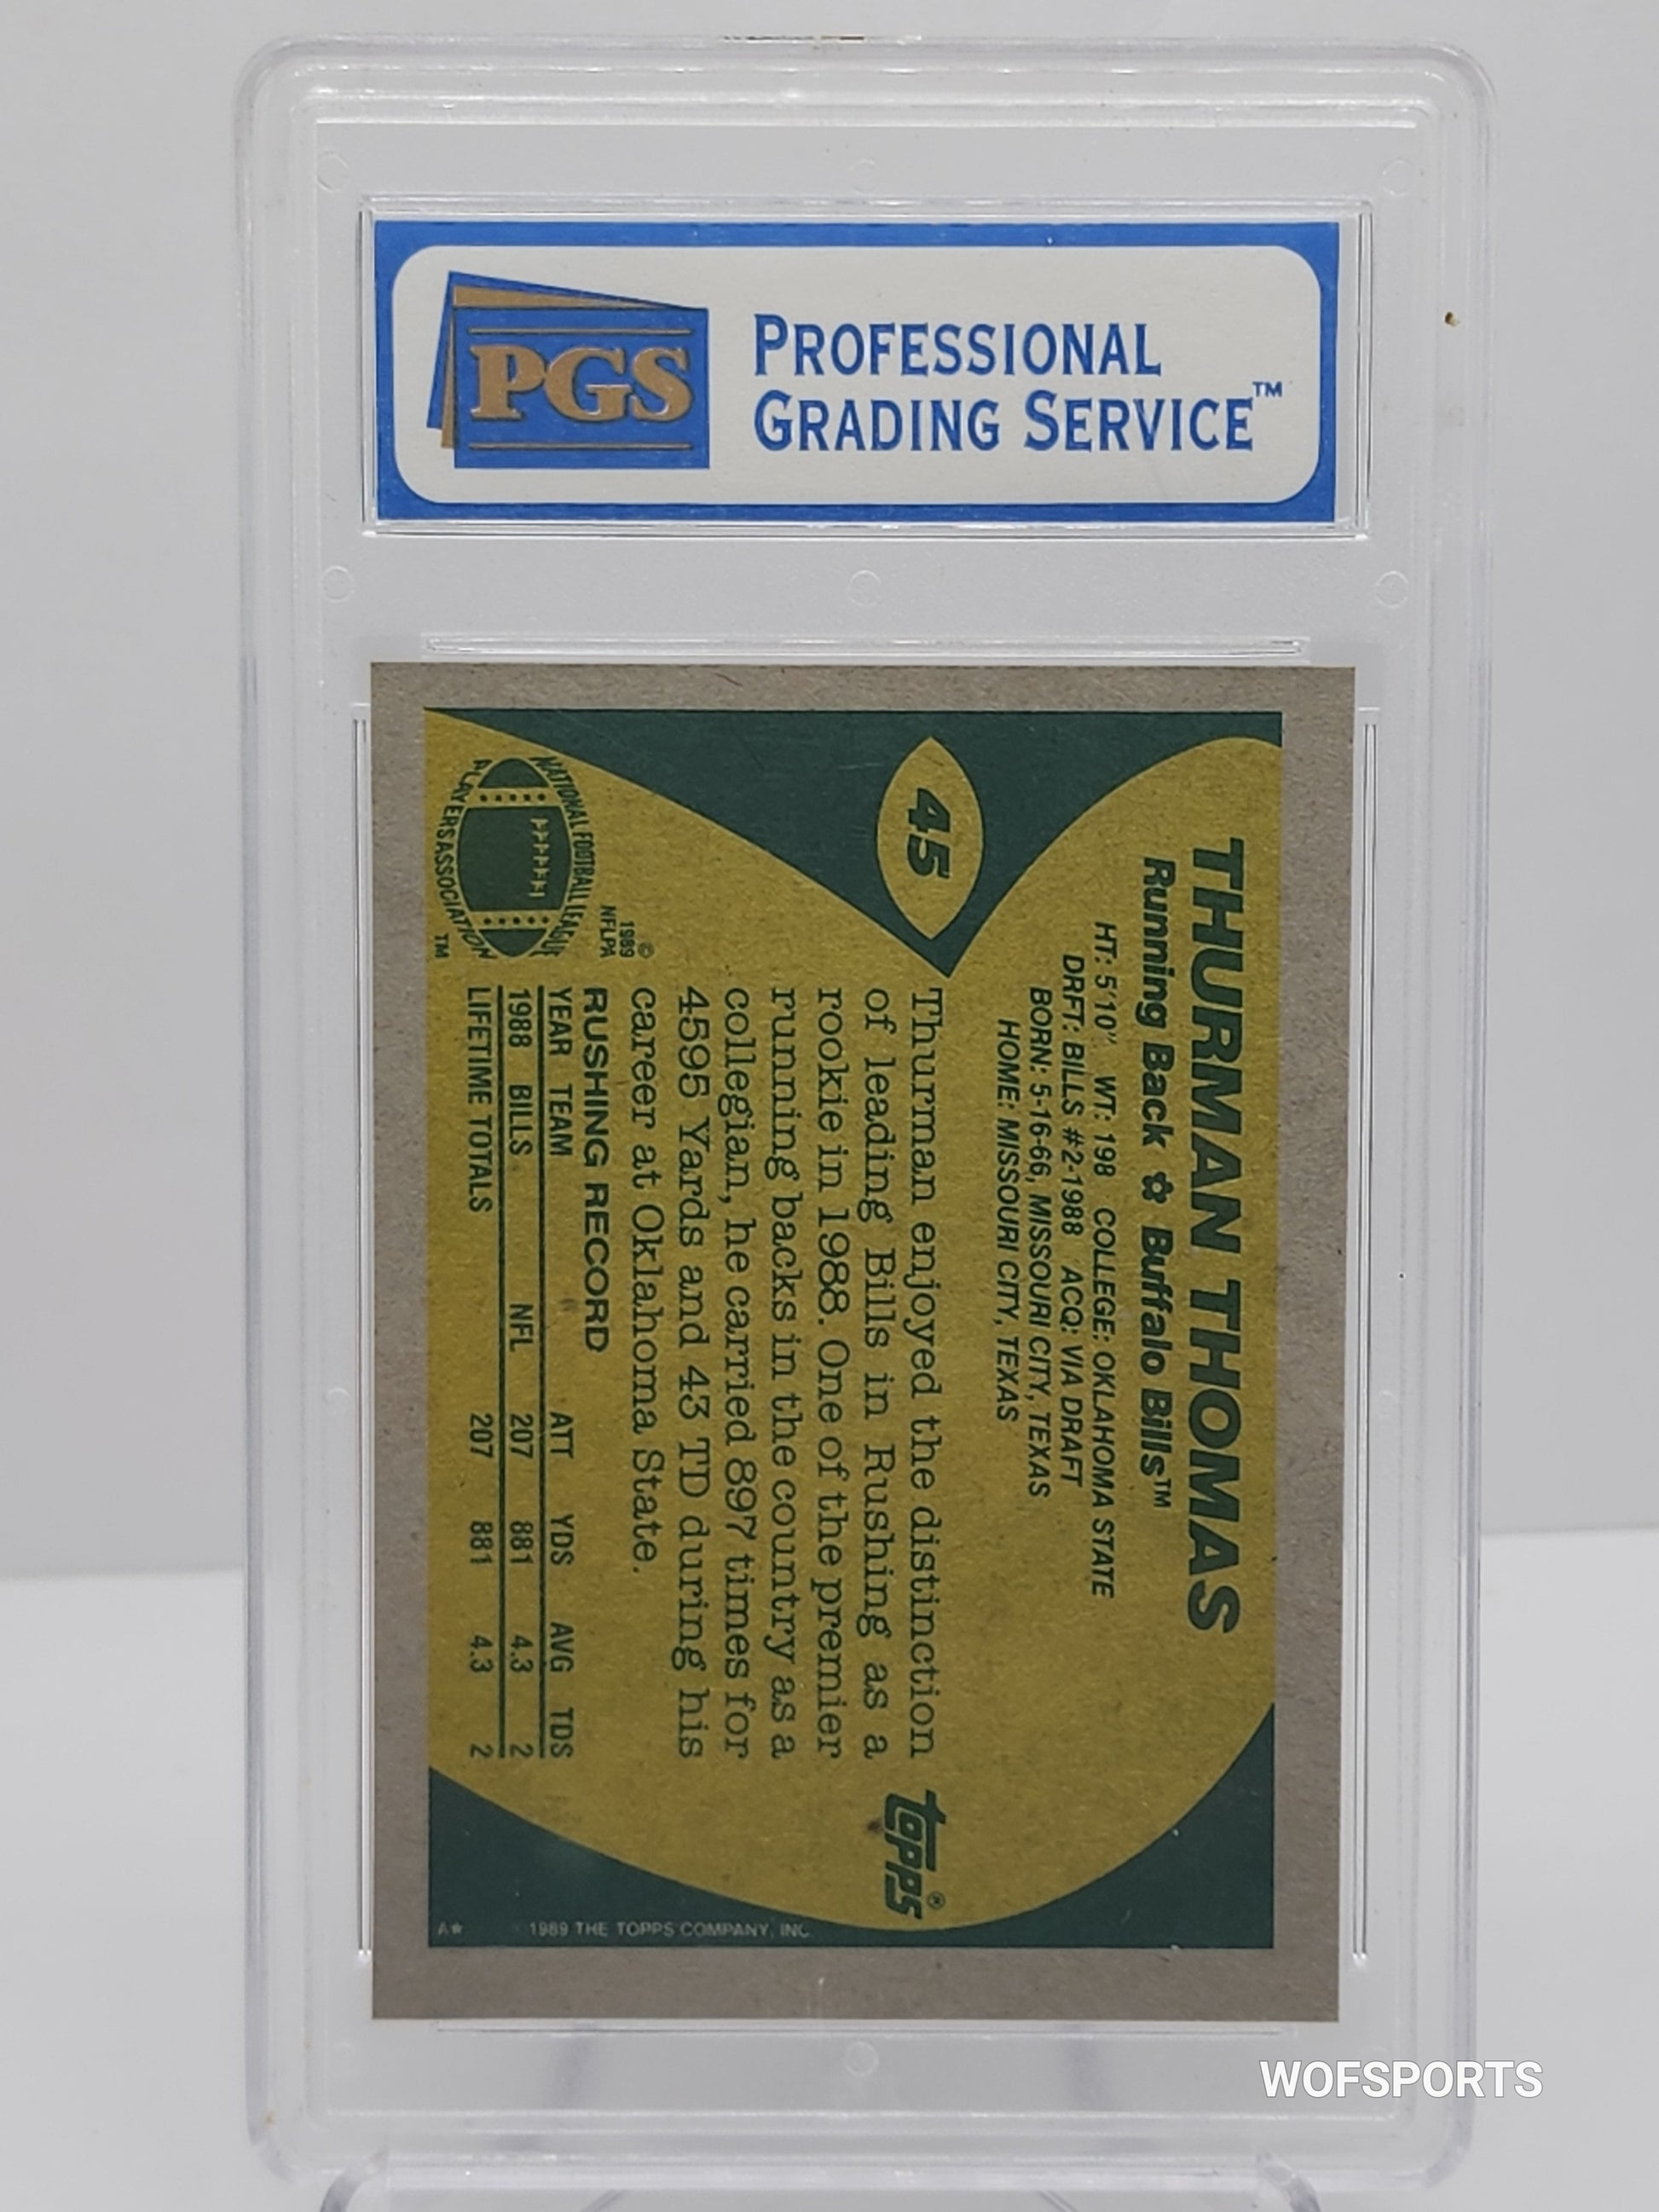 PGS
PROFESSIONAL
GRADING SERVICE™
45
THURMAN THOMAS
Running Back ✿ Buffalo Bills™
HT: 5'10" WT: 198 COLLEGE: OKLAHOMA STATE
DRFT: BILLS #2-1988 ACQ: VIA DRAFT
BORN: 5-16-66, MISSOURI CITY, TEXAS
HOME: MISSOURI CITY, TEXAS
Thurman enjoyed the distinction
of leading Bills in Rushing as a
rookie in 1988. One of the premier
running backs in the country as a
collegian, he carried 897 times for
4595 Yards and 43 TD during his
career at Oklahoma State.
RUSHING RECORD
YEAR TEAM ATT YDS AVG TDS
1988 BILLS NFL 207 881 4.3 2
LIFETIME TOTALS 207 881 4.3 2
©
1989
NFLPA
NATIONAL FOOTBALL LEAGUE
PLAYERS ASSOCIATION
™
topps®
A★ © 1989 THE TOPPS COMPANY, INC
WOFSPORTS